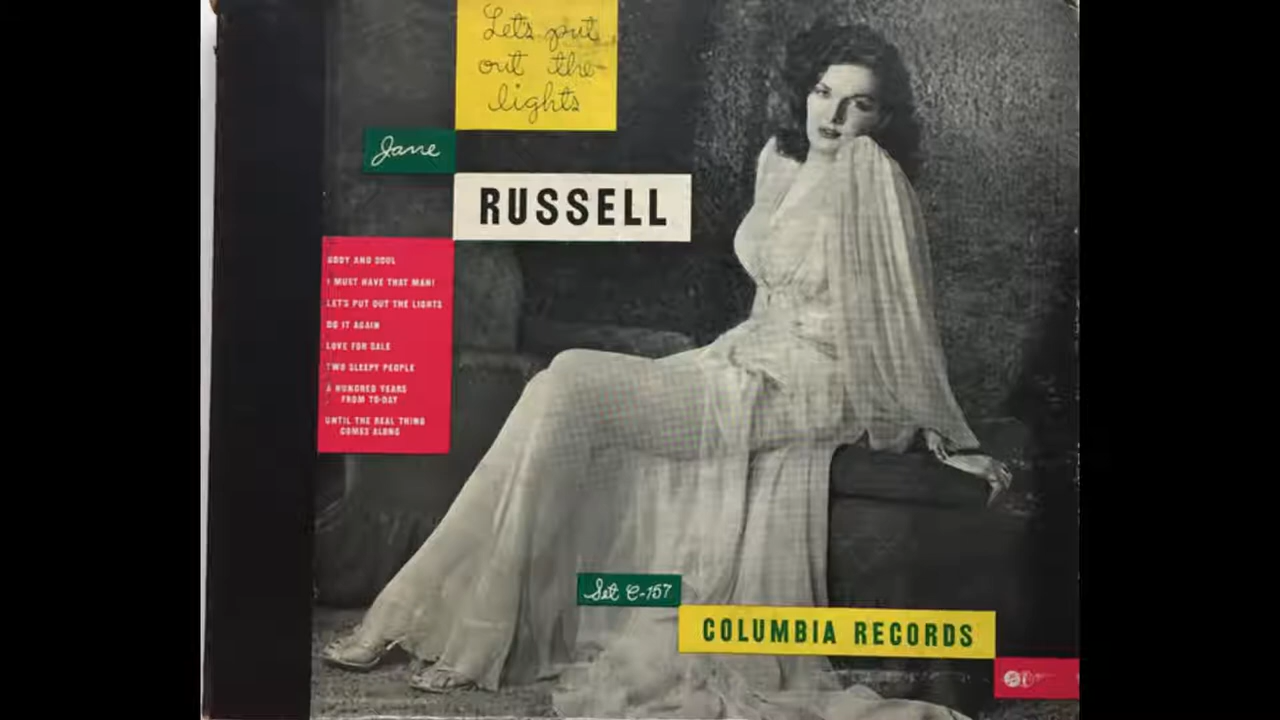 Let's put
out the
lights
Jane
RUSSELL
BODY AND SOUL
I MUST HAVE THAT MAN!
LET'S PUT OUT THE LIGHTS
DO IT AGAIN
LOVE FOR SALE
TWO SLEEPY PEOPLE
A HUNDRED YEARS
FROM TO-DAY
UNTIL THE REAL THING
COMES ALONG
Set C-157
COLUMBIA RECORDS